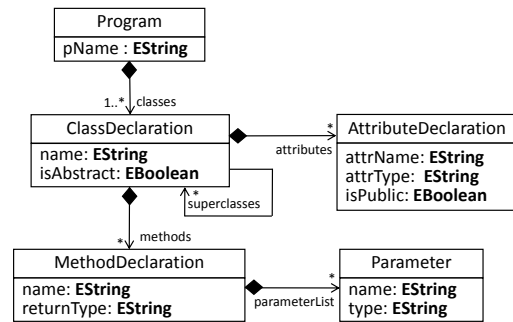 Program
pName : EString
1..* classes
ClassDeclaration
name: EString
isAbstract: EBoolean
*
attributes
AttributeDeclaration
attrName: EString
attrType: EString
isPublic: EBoolean
*
superclasses
* methods
MethodDeclaration
name: EString
returnType: EString
*
parameterList
Parameter
name: EString
type: EString